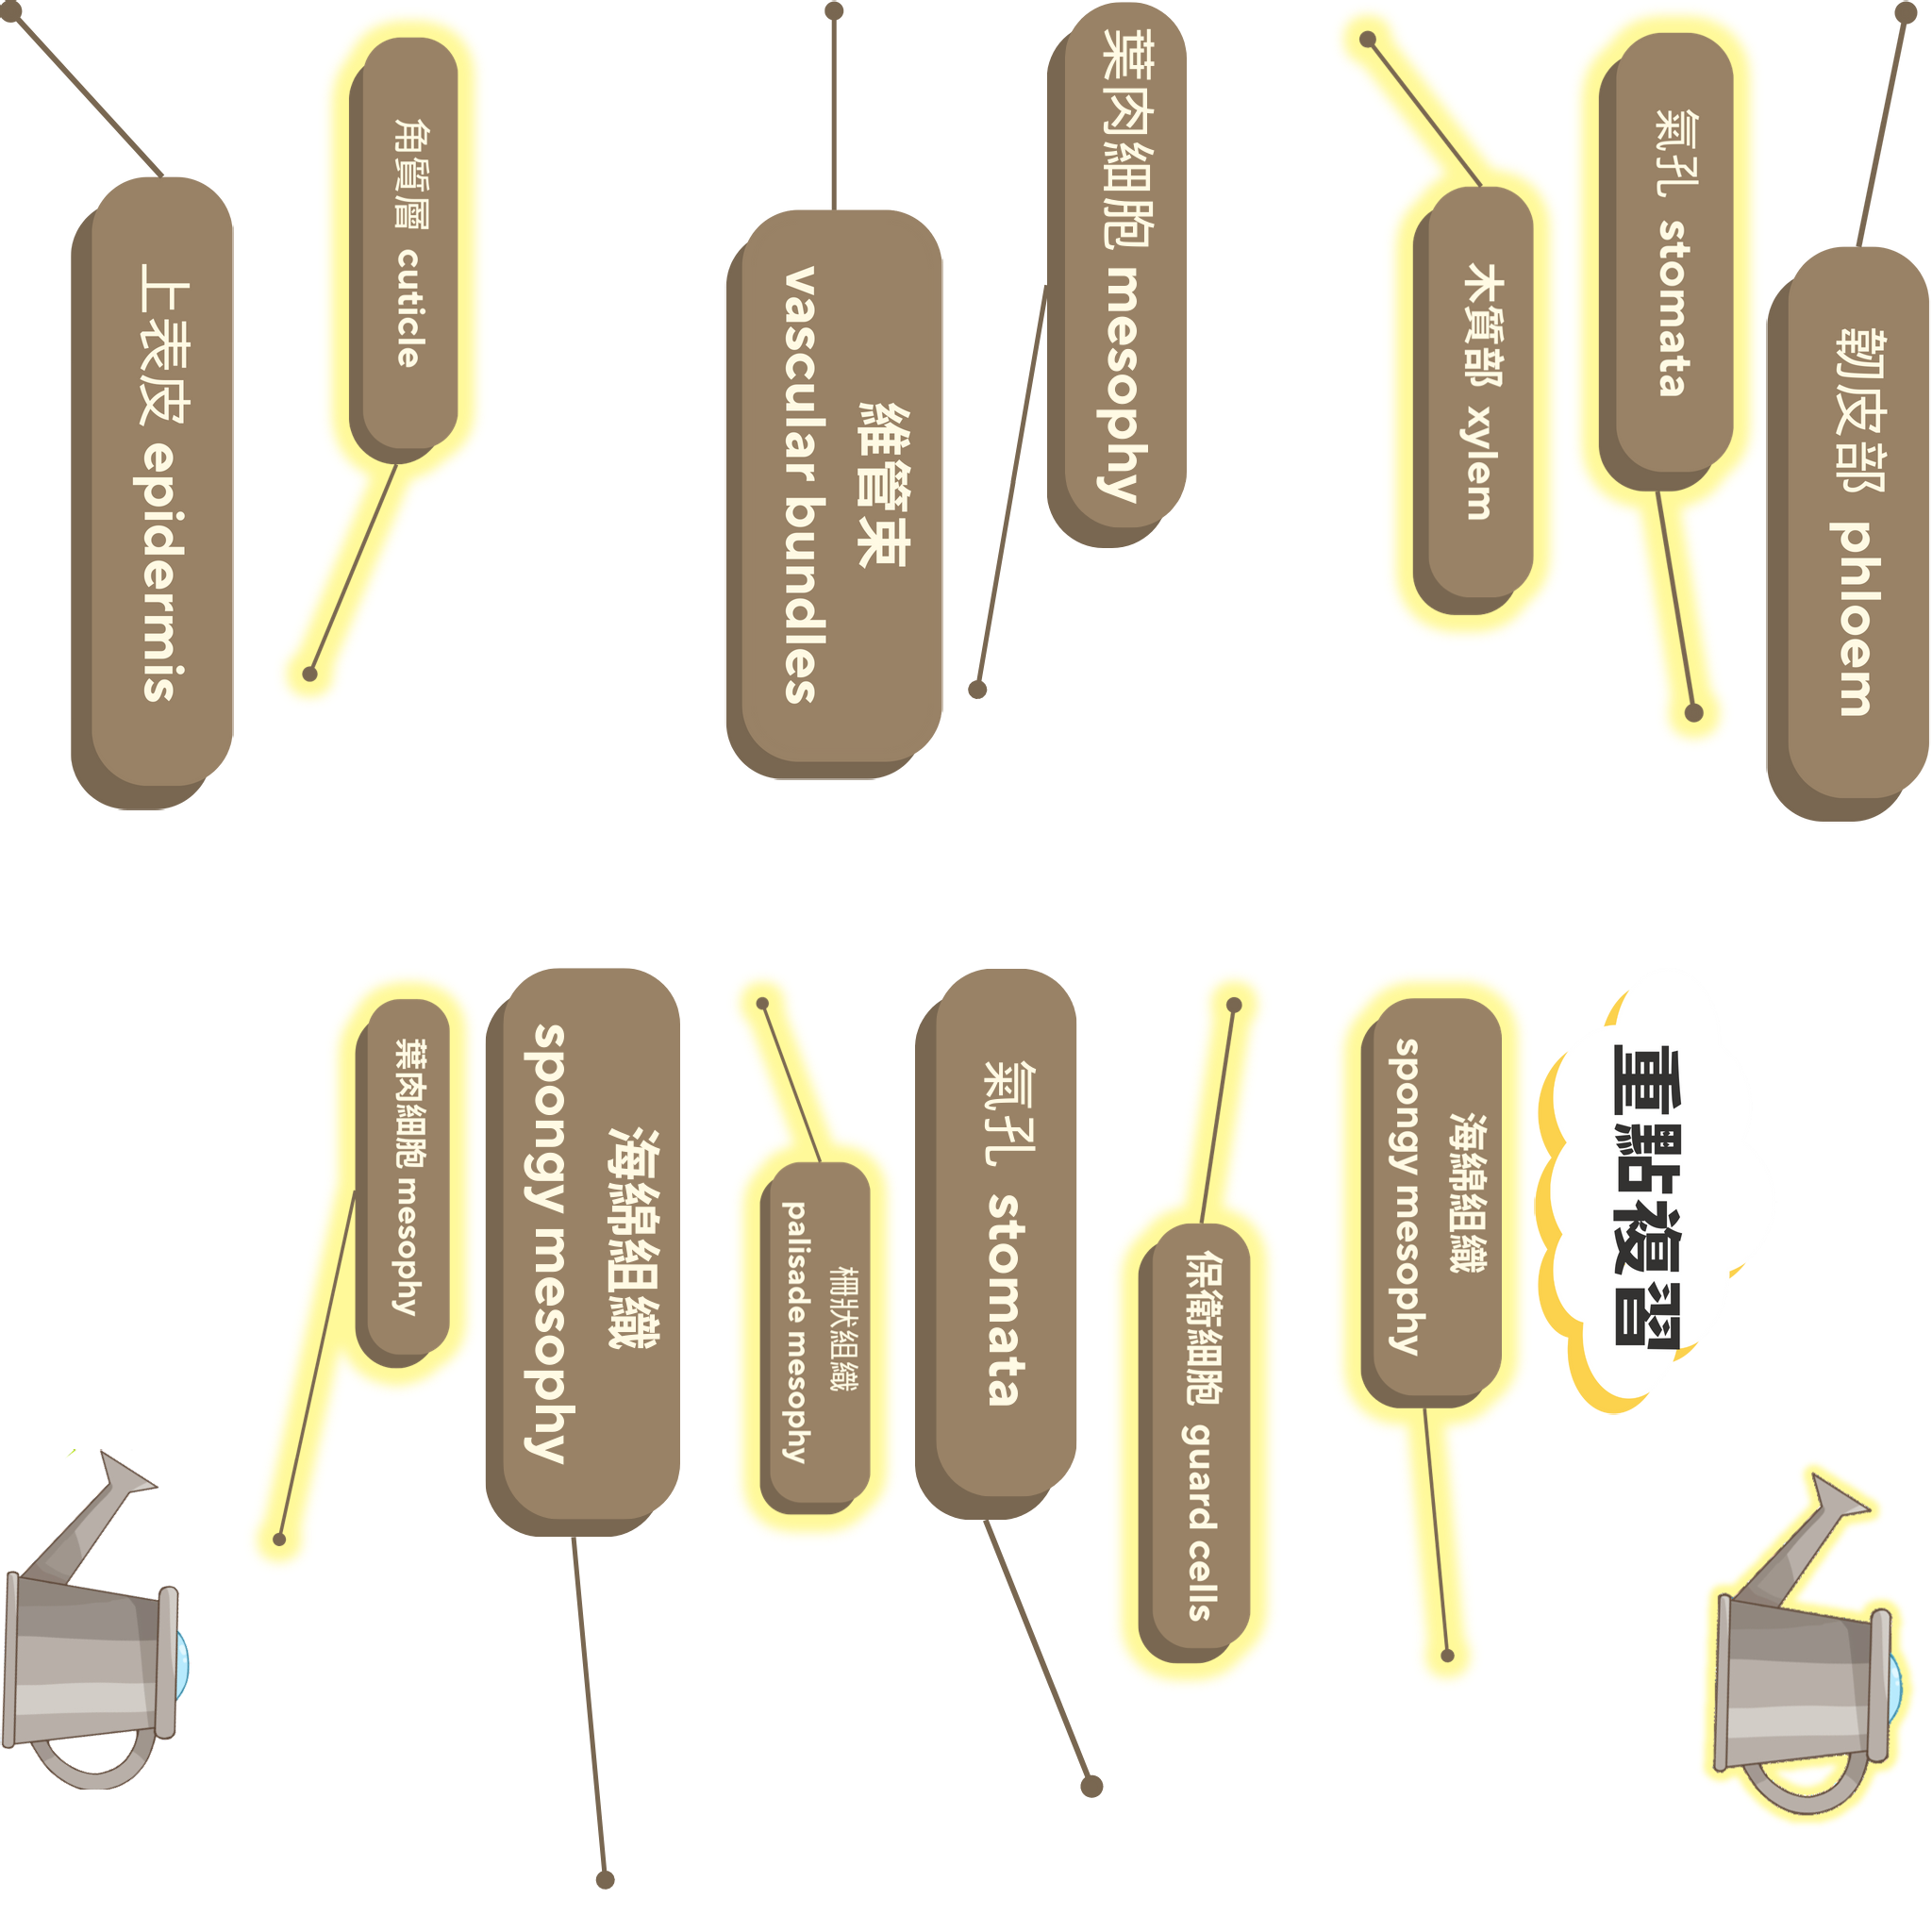 上表皮 epidermis
角質層 cuticle
維管束
vascular bundles
葉肉細胞 mesophy
木質部 xylem
氣孔 stomata
韌皮部 phloem
葉肉細胞 mesophy
海綿組織
spongy mesophy
柵狀組織
palisade mesophy
氣孔 stomata
保衛細胞 guard cells
海綿組織
spongy mesophy
重點複習